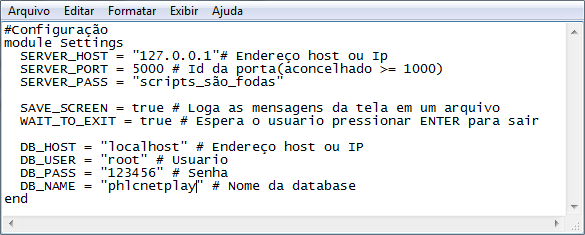 Arquivo Editar Formatar Exibir Ajuda
#Configuração
module Settings
  SERVER_HOST = "127.0.0.1"# Endereço host ou Ip
  SERVER_PORT = 5000 # Id da porta(aconcelhado >= 1000)
  SERVER_PASS = "scripts_são_fodas"

  SAVE_SCREEN = true # Loga as mensagens da tela em um arquivo
  WAIT_TO_EXIT = true # Espera o usuario pressionar ENTER para sair

  DB_HOST = "localhost" # Endereço host ou IP
  DB_USER = "root" # Usuario
  DB_PASS = "123456" # Senha
  DB_NAME = "phlcnetplay" # Nome da database
end